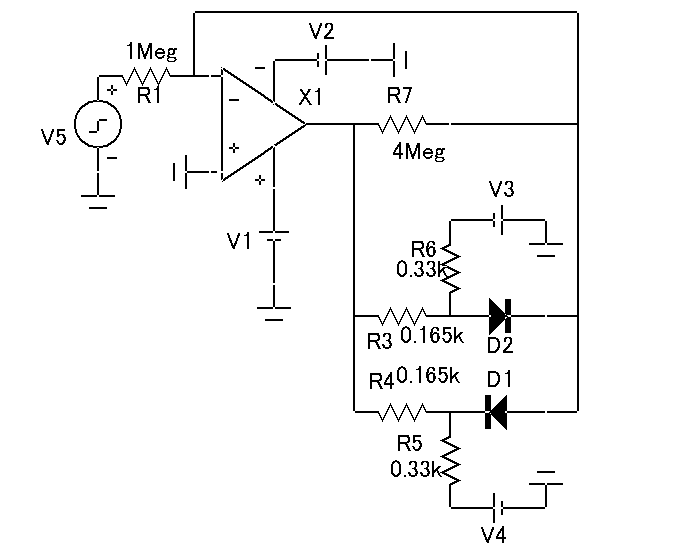 V2
1Meg
R1
X1
R7
V5
4Meg
V3
V1
R6
0.33k
R3 0.165k
D2
R4 0.165k
D1
R5
0.33k
V4